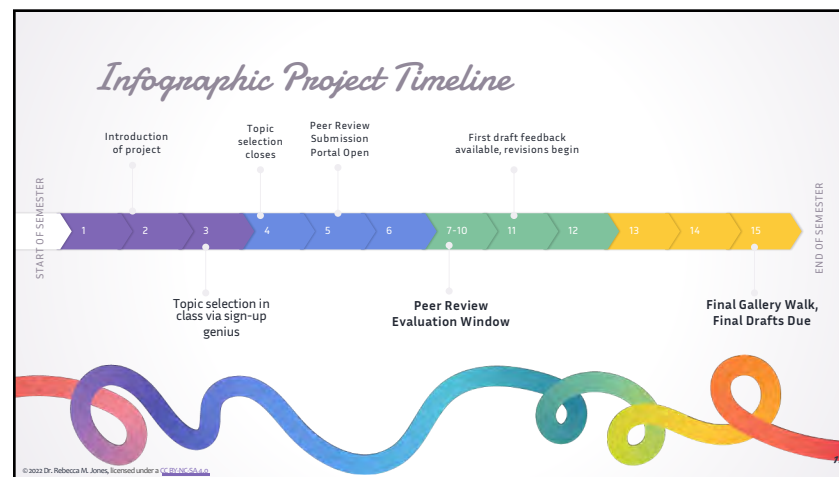 Infographic Project Timeline
Introduction
of project
Topic
selection
closes
Peer Review
Submission
Portal Open
First draft feedback
available, revisions begin
START OF SEMESTER
1
2
3
4
5
6
7-10
11
12
13
14
15
END OF SEMESTER
Topic selection in
class via sign-up
genius
Peer Review
Evaluation Window
Final Gallery Walk,
Final Drafts Due
© 2022 Dr. Rebecca M. Jones, licensed under a CC BY-NC-SA 4.0